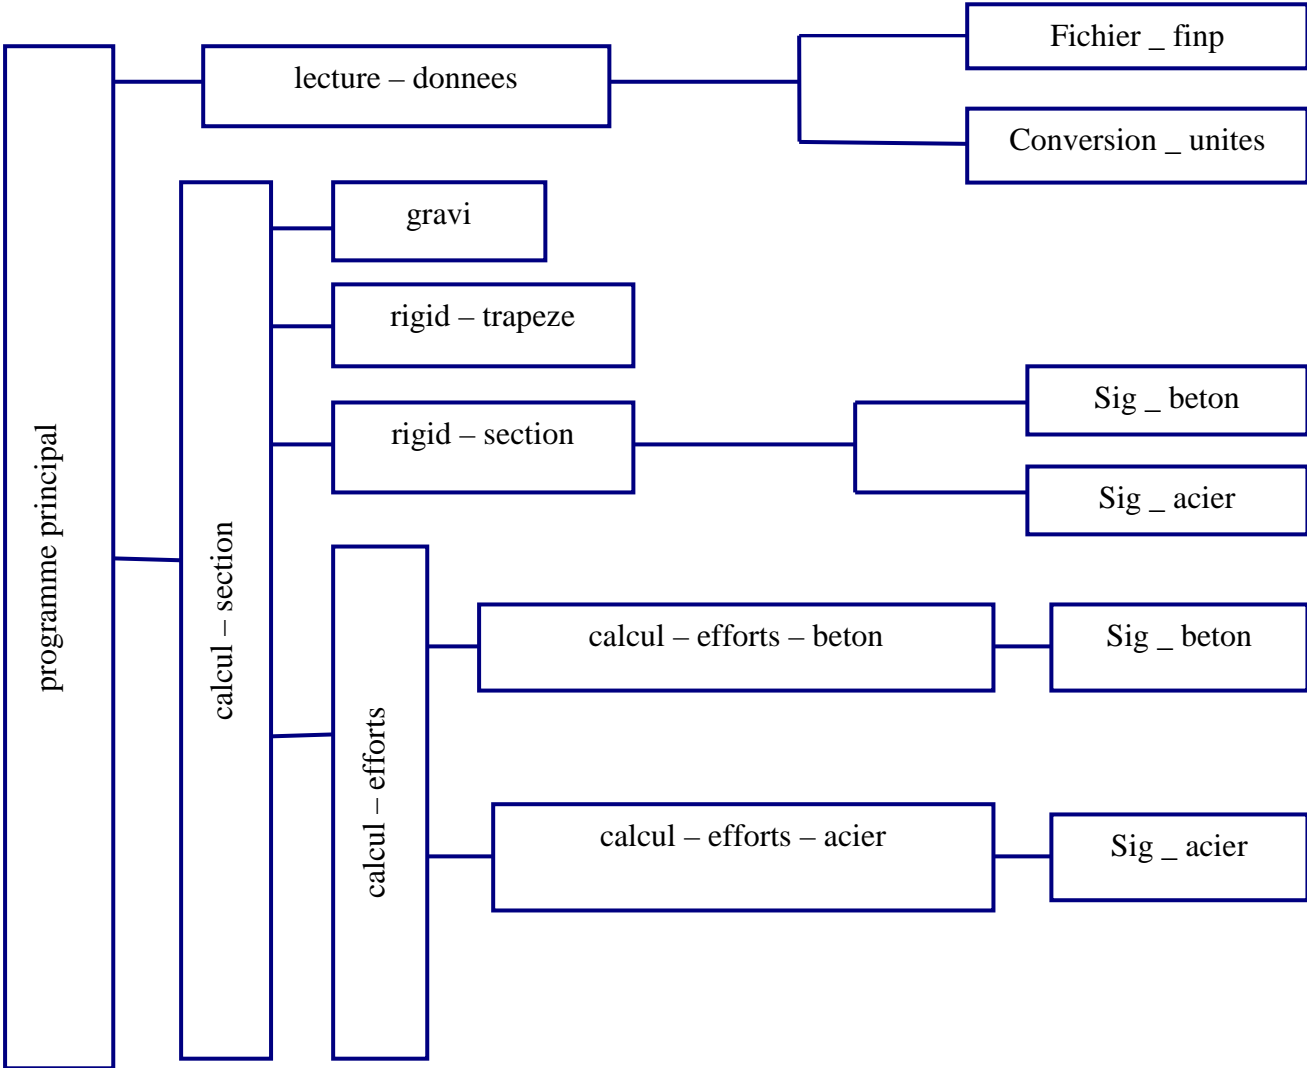 programme principal
lecture – donnees
Fichier _ finp
Conversion _ unites
calcul – section
gravi
rigid – trapeze
rigid – section
Sig _ beton
Sig _ acier
calcul – efforts
calcul – efforts – beton
Sig _ beton
calcul – efforts – acier
Sig _ acier